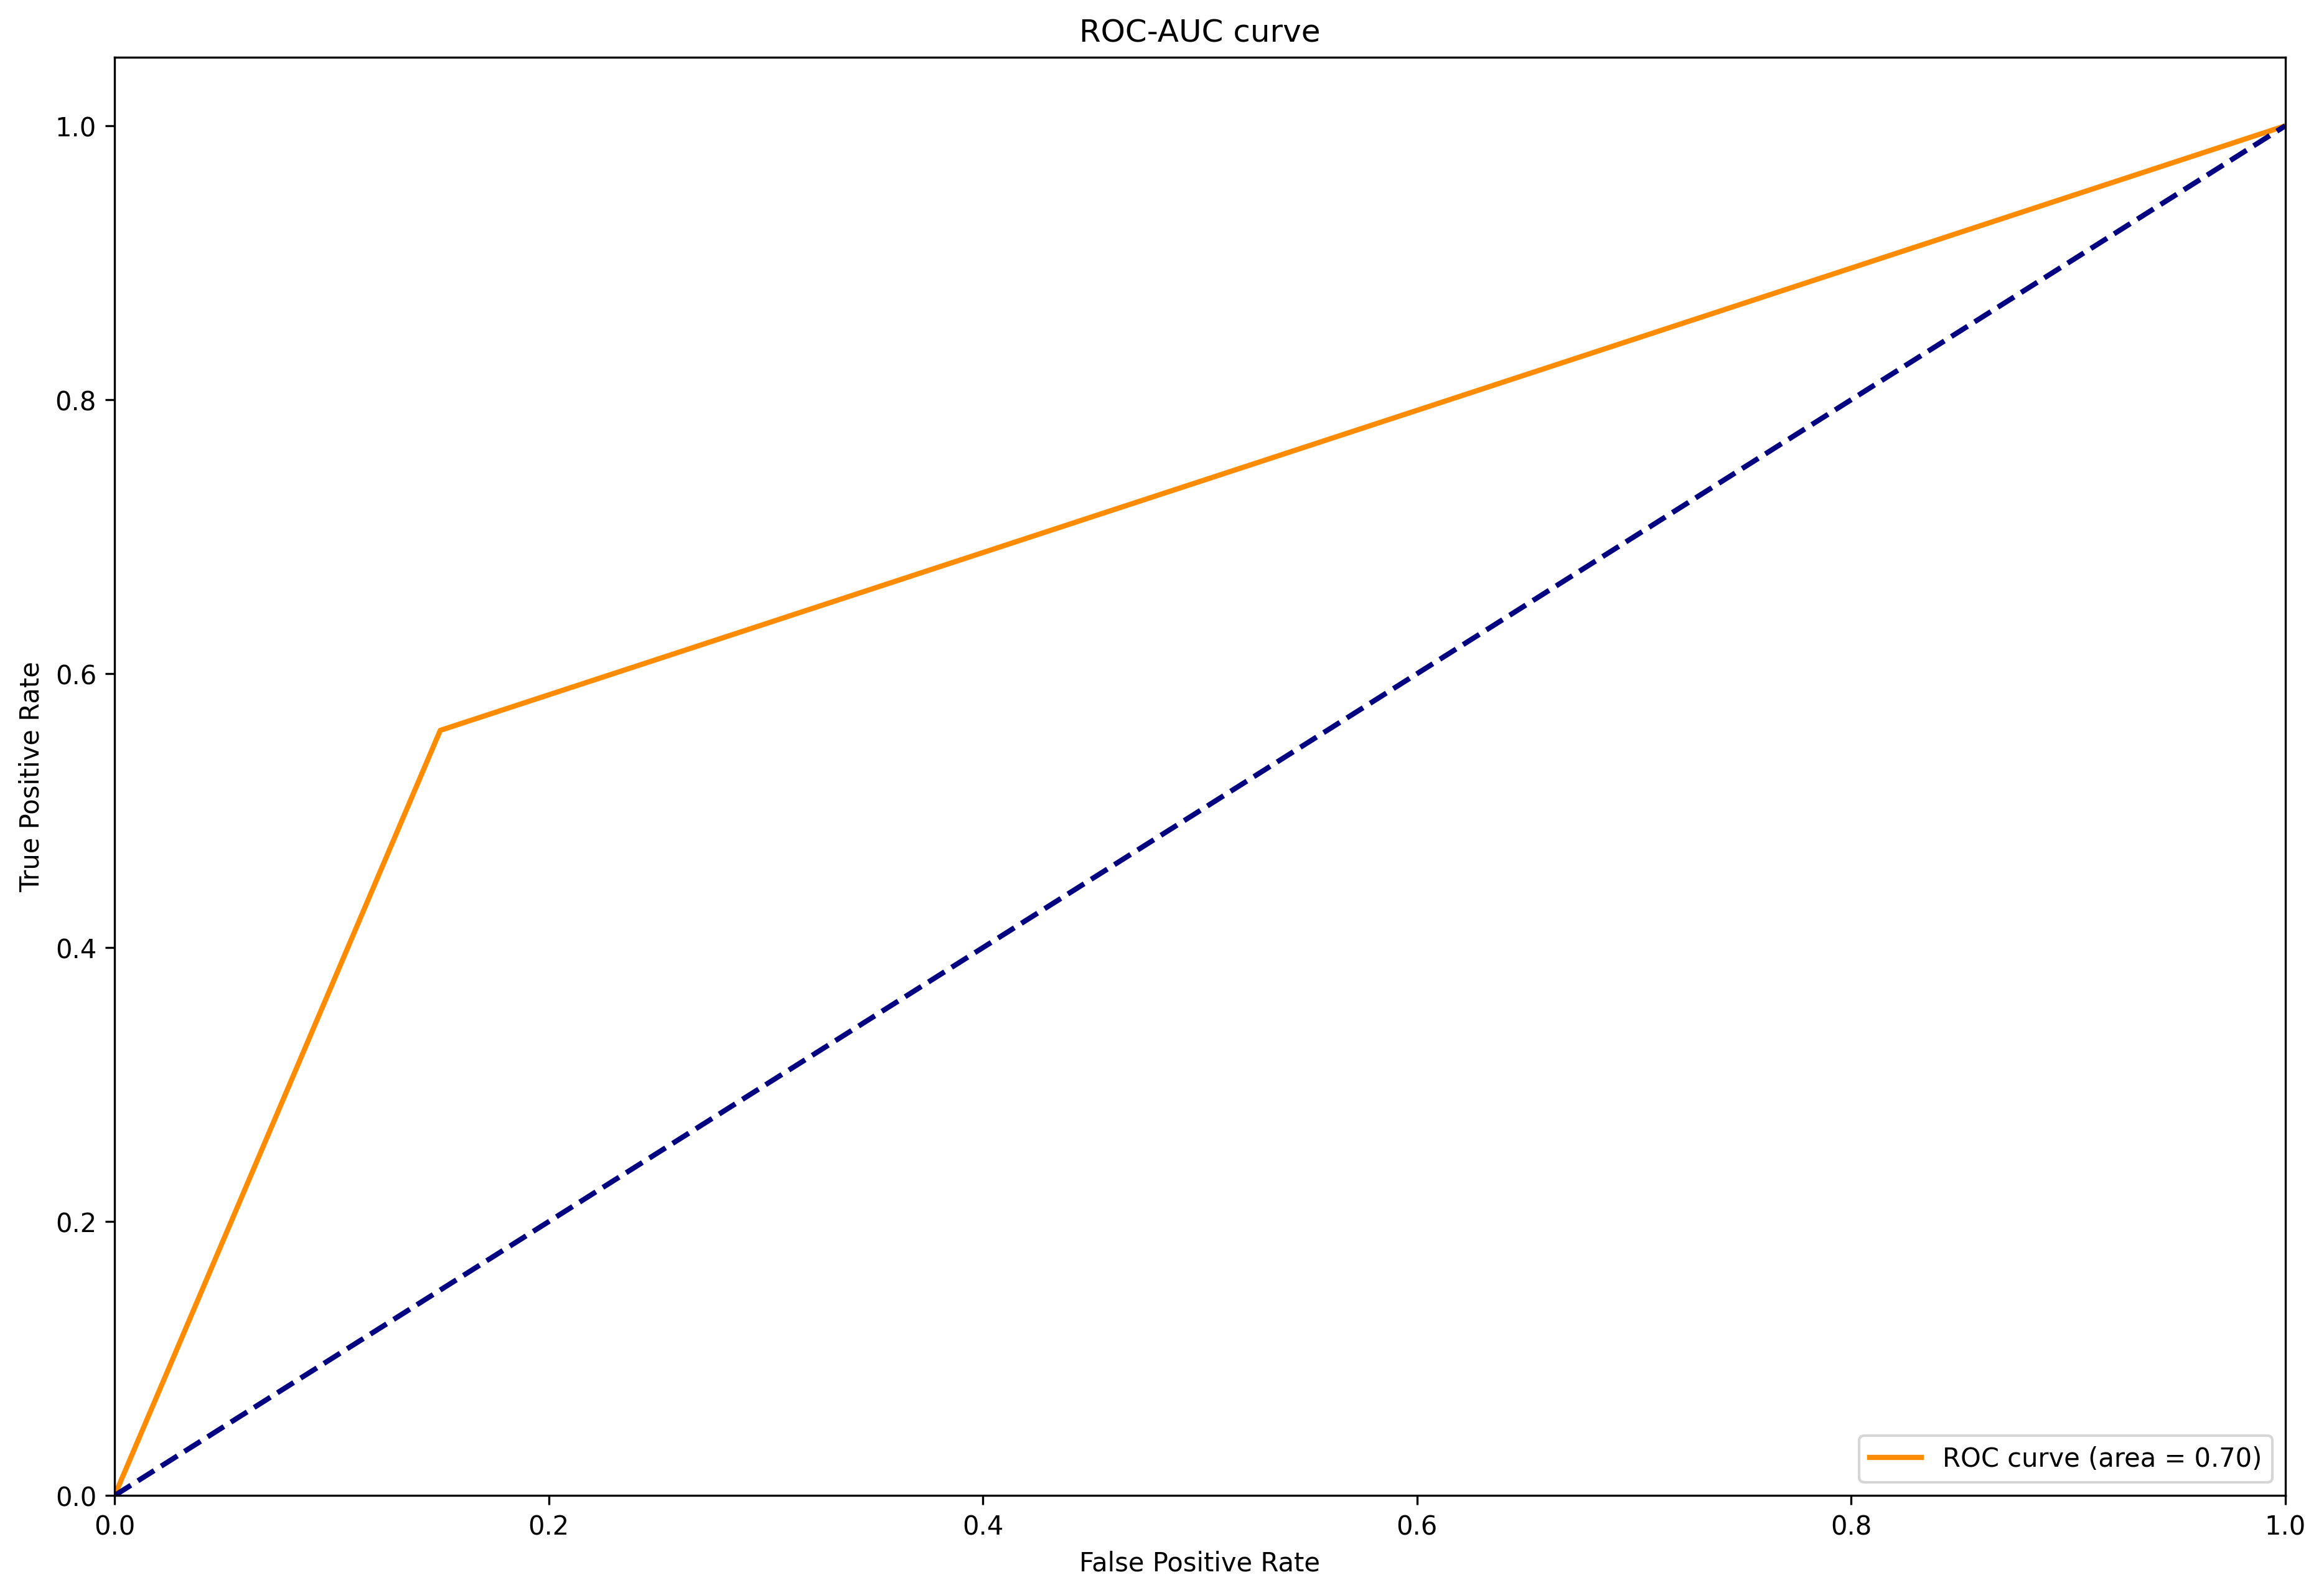 ROC-AUC curve
1.0
0.8
0.6
0.4
0.2
0.0
True Positive Rate
0.0 0.2 0.4 0.6 0.8 1.0
False Positive Rate
ROC curve (area = 0.70)